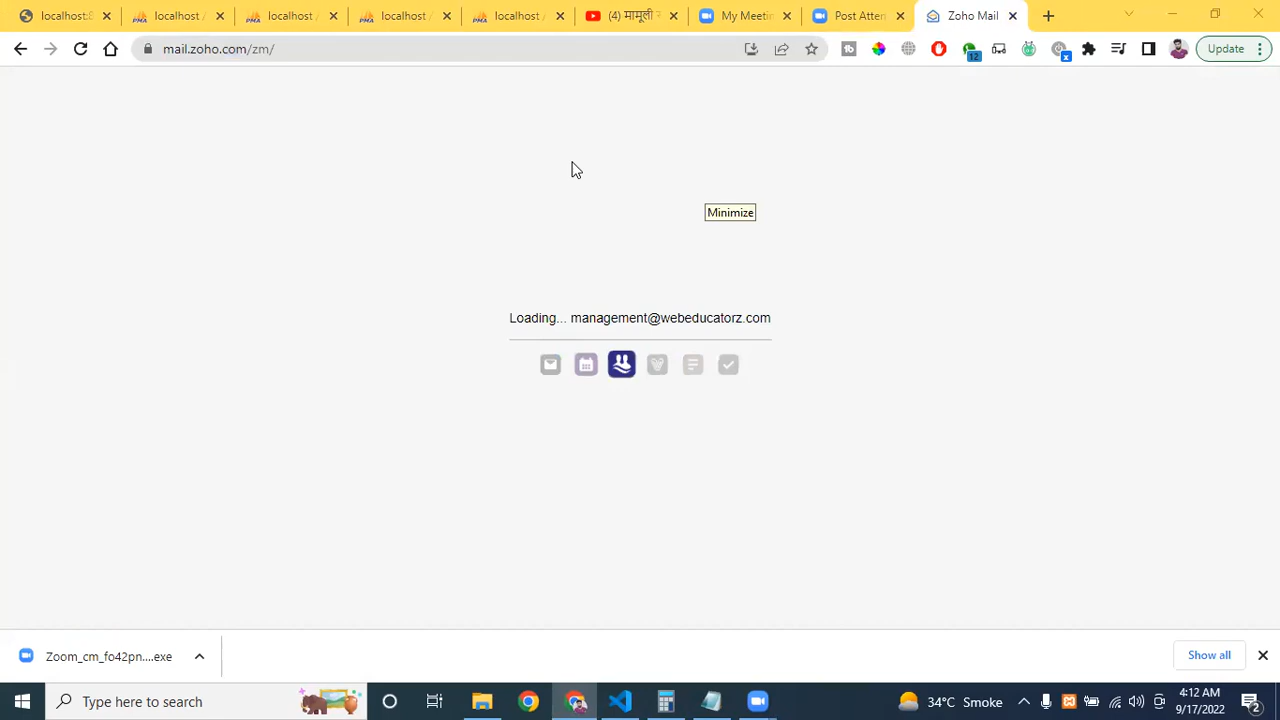 localhost:8
localhost /
localhost /
localhost /
localhost /
(4) मामूली
My Meetin
Post Atten
Zoho Mail
mail.zoho.com/zm/
12
x
Update
Minimize
Loading... management@webeducatorz.com
Zoom_cm_fo42pn....exe
Show all
Type here to search
34°C Smoke
4:12 AM
9/17/2022
2